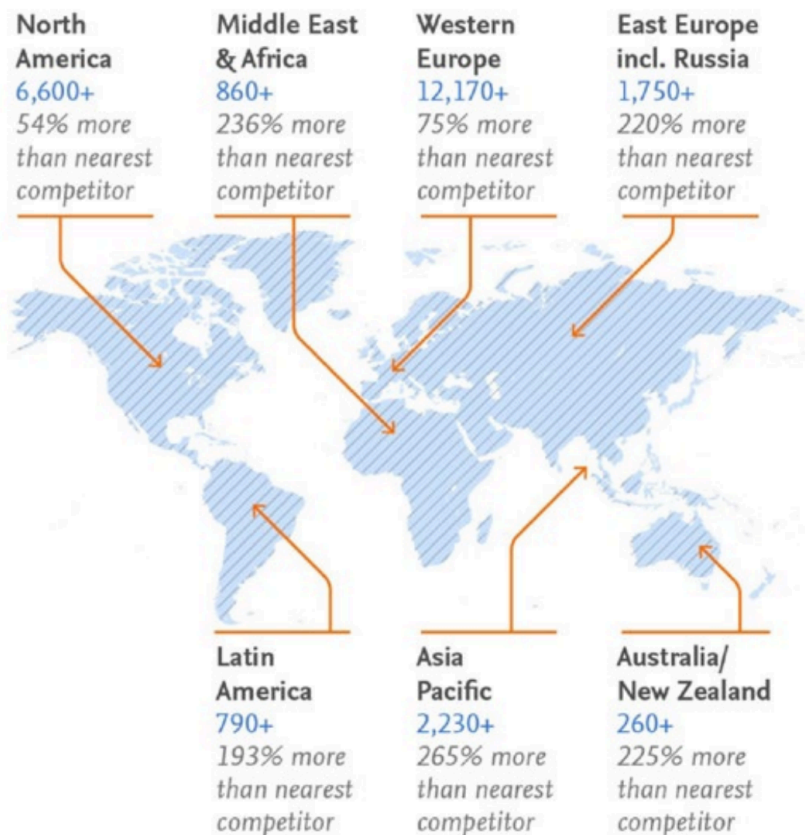 North
America
6,600+
54% more
than nearest
competitor
Middle East
& Africa
860+
236% more
than nearest
competitor
Western
Europe
12,170+
75% more
than nearest
competitor
East Europe
incl. Russia
1,750+
220% more
than nearest
competitor
Latin
America
790+
193% more
than nearest
competitor
Asia
Pacific
2,230+
265% more
than nearest
competitor
Australia/
New Zealand
260+
225% more
than nearest
competitor